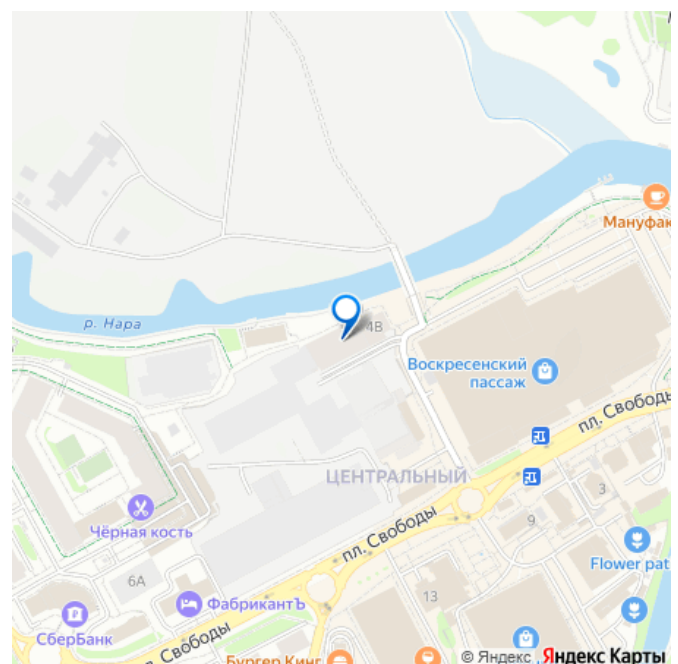 Мануфак
р. Нара
4В
Воскресенский
пассаж
пл. Свободы
ЦЕНТРАЛЬНЫЙ
3
Чёрная кость
пл. Свободы
9
Flower pat
6А
ФабрикантЪ
13
СберБанк
пл. Свободы
Бургер Кинг
© Яндекс Яндекс Карты